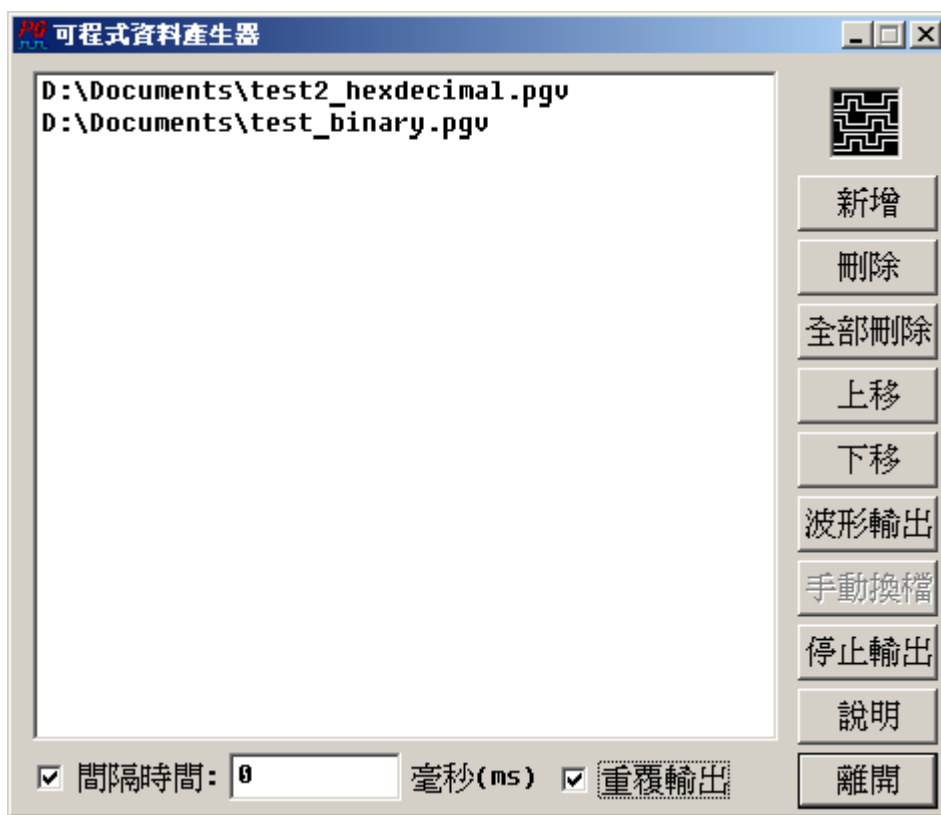 PG 可程式資料產生器
D:\Documents\test2_hexdecimal.pgv
D:\Documents\test_binary.pgv
新增
刪除
全部刪除
上移
下移
波形輸出
手動換檔
停止輸出
說明
間隔時間: 0 毫秒(ms) 重覆輸出
離開